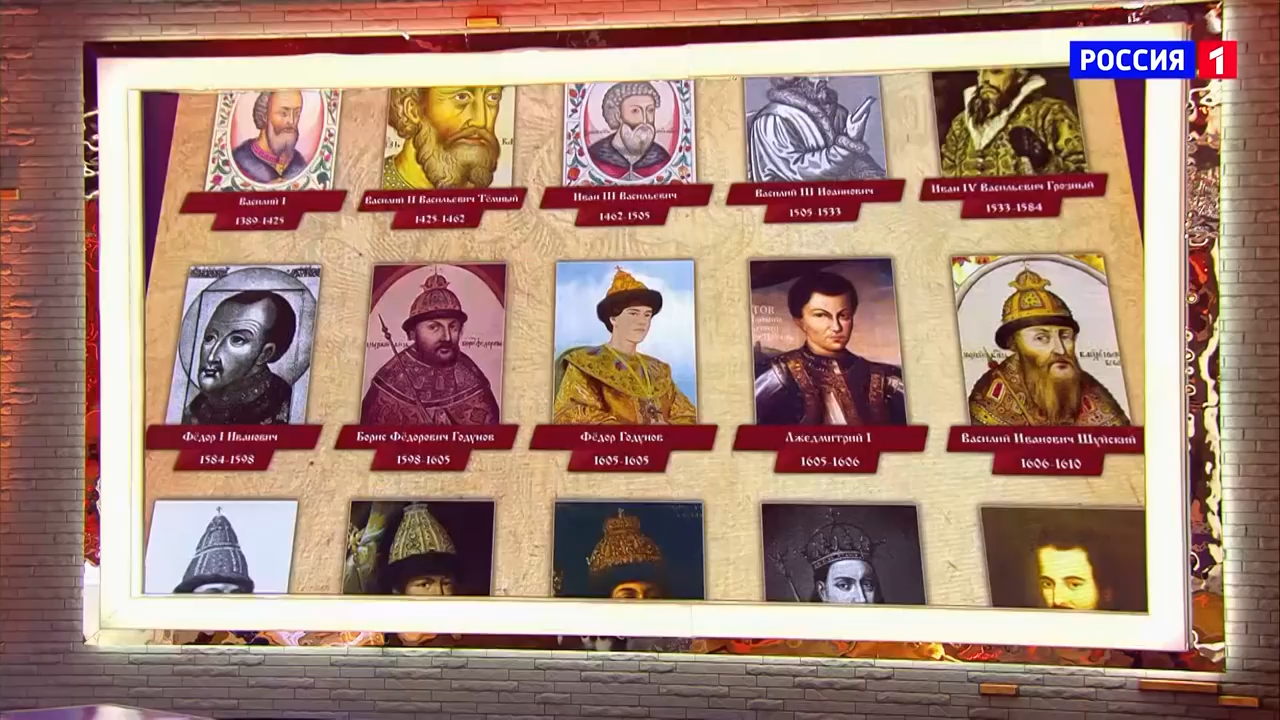 РОССИЯ 1
Василий I
1389-1425
Василий II Васильевич Тёмный
1425-1462
Иван III Васильевич
1462-1505
Василий III Иоаннович
1505-1533
Иван IV Васильевич Грозный
1533-1584
Фёдор I Иванович
1584-1598
Борис Фёдорович Годунов
1598-1605
Фёдор Годунов
1605-1605
Лжедмитрий I
1605-1606
Василий Иванович Шуйский
1606-1610